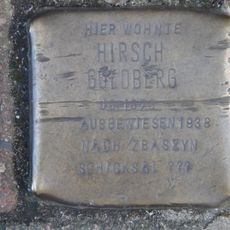 HIER WOHNTE
HIRSCH
GOLDBERG
AUSGEWIESEN 1938
NACH ZBASZYN
SCHICKSAL ???